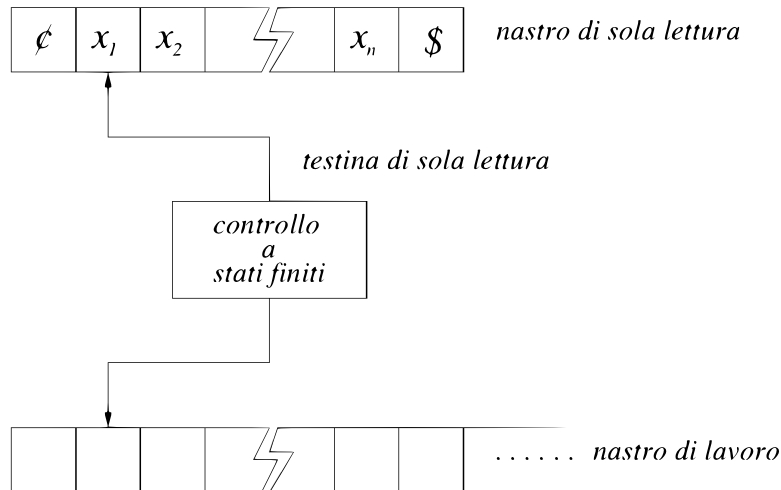 ¢ x₁ x₂ xₙ $ nastro di sola lettura
testina di sola lettura
controllo
a
stati finiti
...... nastro di lavoro